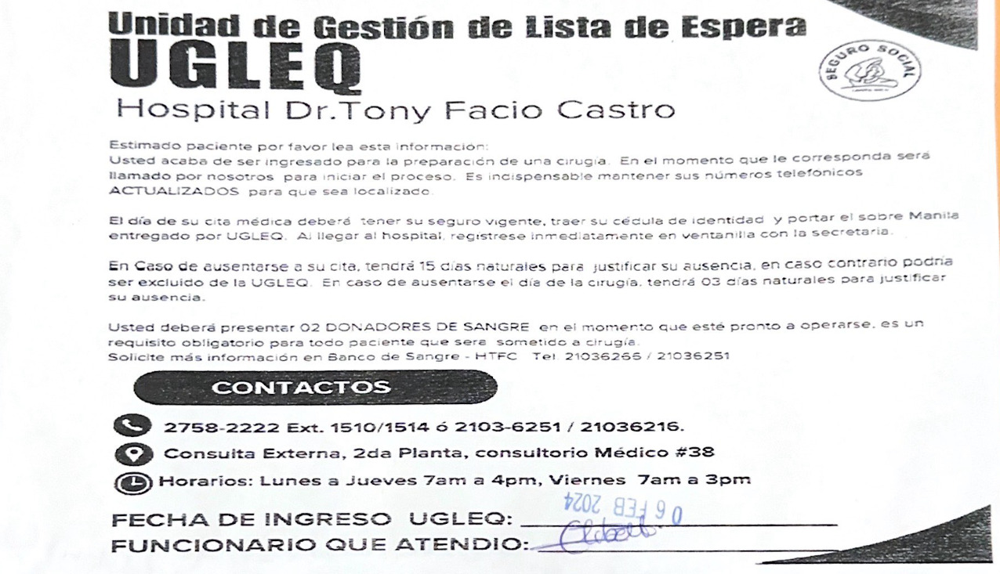 Unidad de Gestión de Lista de Espera
UGLEQ
SEGURO SOCIAL
Hospital Dr.Tony Facio Castro
Estimado paciente por favor lea esta información:
Usted acaba de ser ingresado para la preparación de una cirugía. En el momento que le corresponda será
llamado por nosotros para iniciar el proceso. Es indispensable mantener sus números telefónicos
ACTUALIZADOS para que sea localizado.
El día de su cita médica deberá tener su seguro vigente, traer su cédula de identidad y portar el sobre Manila
entregado por UGLEQ. Al llegar al hospital, regístrese inmediatamente en ventanilla con la secretaria.
En Caso de ausentarse a su cita, tendrá 15 días naturales para justificar su ausencia, en caso contrario podría
ser excluido de la UGLEQ. En caso de ausentarse el día de la cirugía, tendrá 03 días naturales para justificar
su ausencia.
Usted deberá presentar 02 DONADORES DE SANGRE en el momento que esté pronto a operarse, es un
requisito obligatorio para todo paciente que sera sometido a cirugía.
Solicite más información en Banco de Sangre - HTFC Tel. 21036266 / 21036251
CONTACTOS
2758-2222 Ext. 1510/1514 ó 2103-6251 / 21036216.
Consulta Externa, 2da Planta, consultorio Médico #38
Horarios: Lunes a Jueves 7am a 4pm, Viernes 7am a 3pm
FECHA DE INGRESO UGLEQ: 06 FEB 2024
FUNCIONARIO QUE ATENDIO: